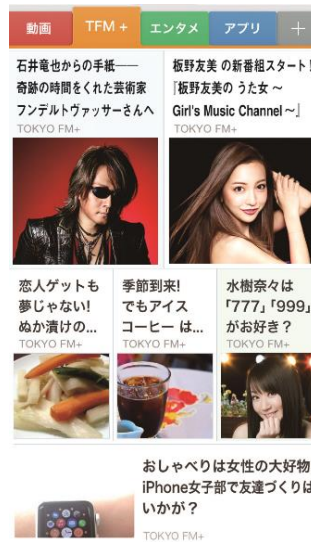 動画 TFM + エンタメ アプリ +
石井竜也からの手紙——
奇跡の時間をくれた芸術家
フンデルトヴァッサーさんへ
TOKYO FM+
板野友美 の新番組スタート!
『板野友美の うた女 ~
Girl's Music Channel ~』
TOKYO FM+
恋人ゲットも
夢じゃない!
ぬか漬けの...
TOKYO FM+
季節到来!
でもアイス
コーヒー は...
TOKYO FM+
水樹奈々は
「777」「999」
がお好き?
TOKYO FM+
おしゃべりは女性の大好物
iPhone女子部で友達づくりは
いかが?
TOKYO FM+